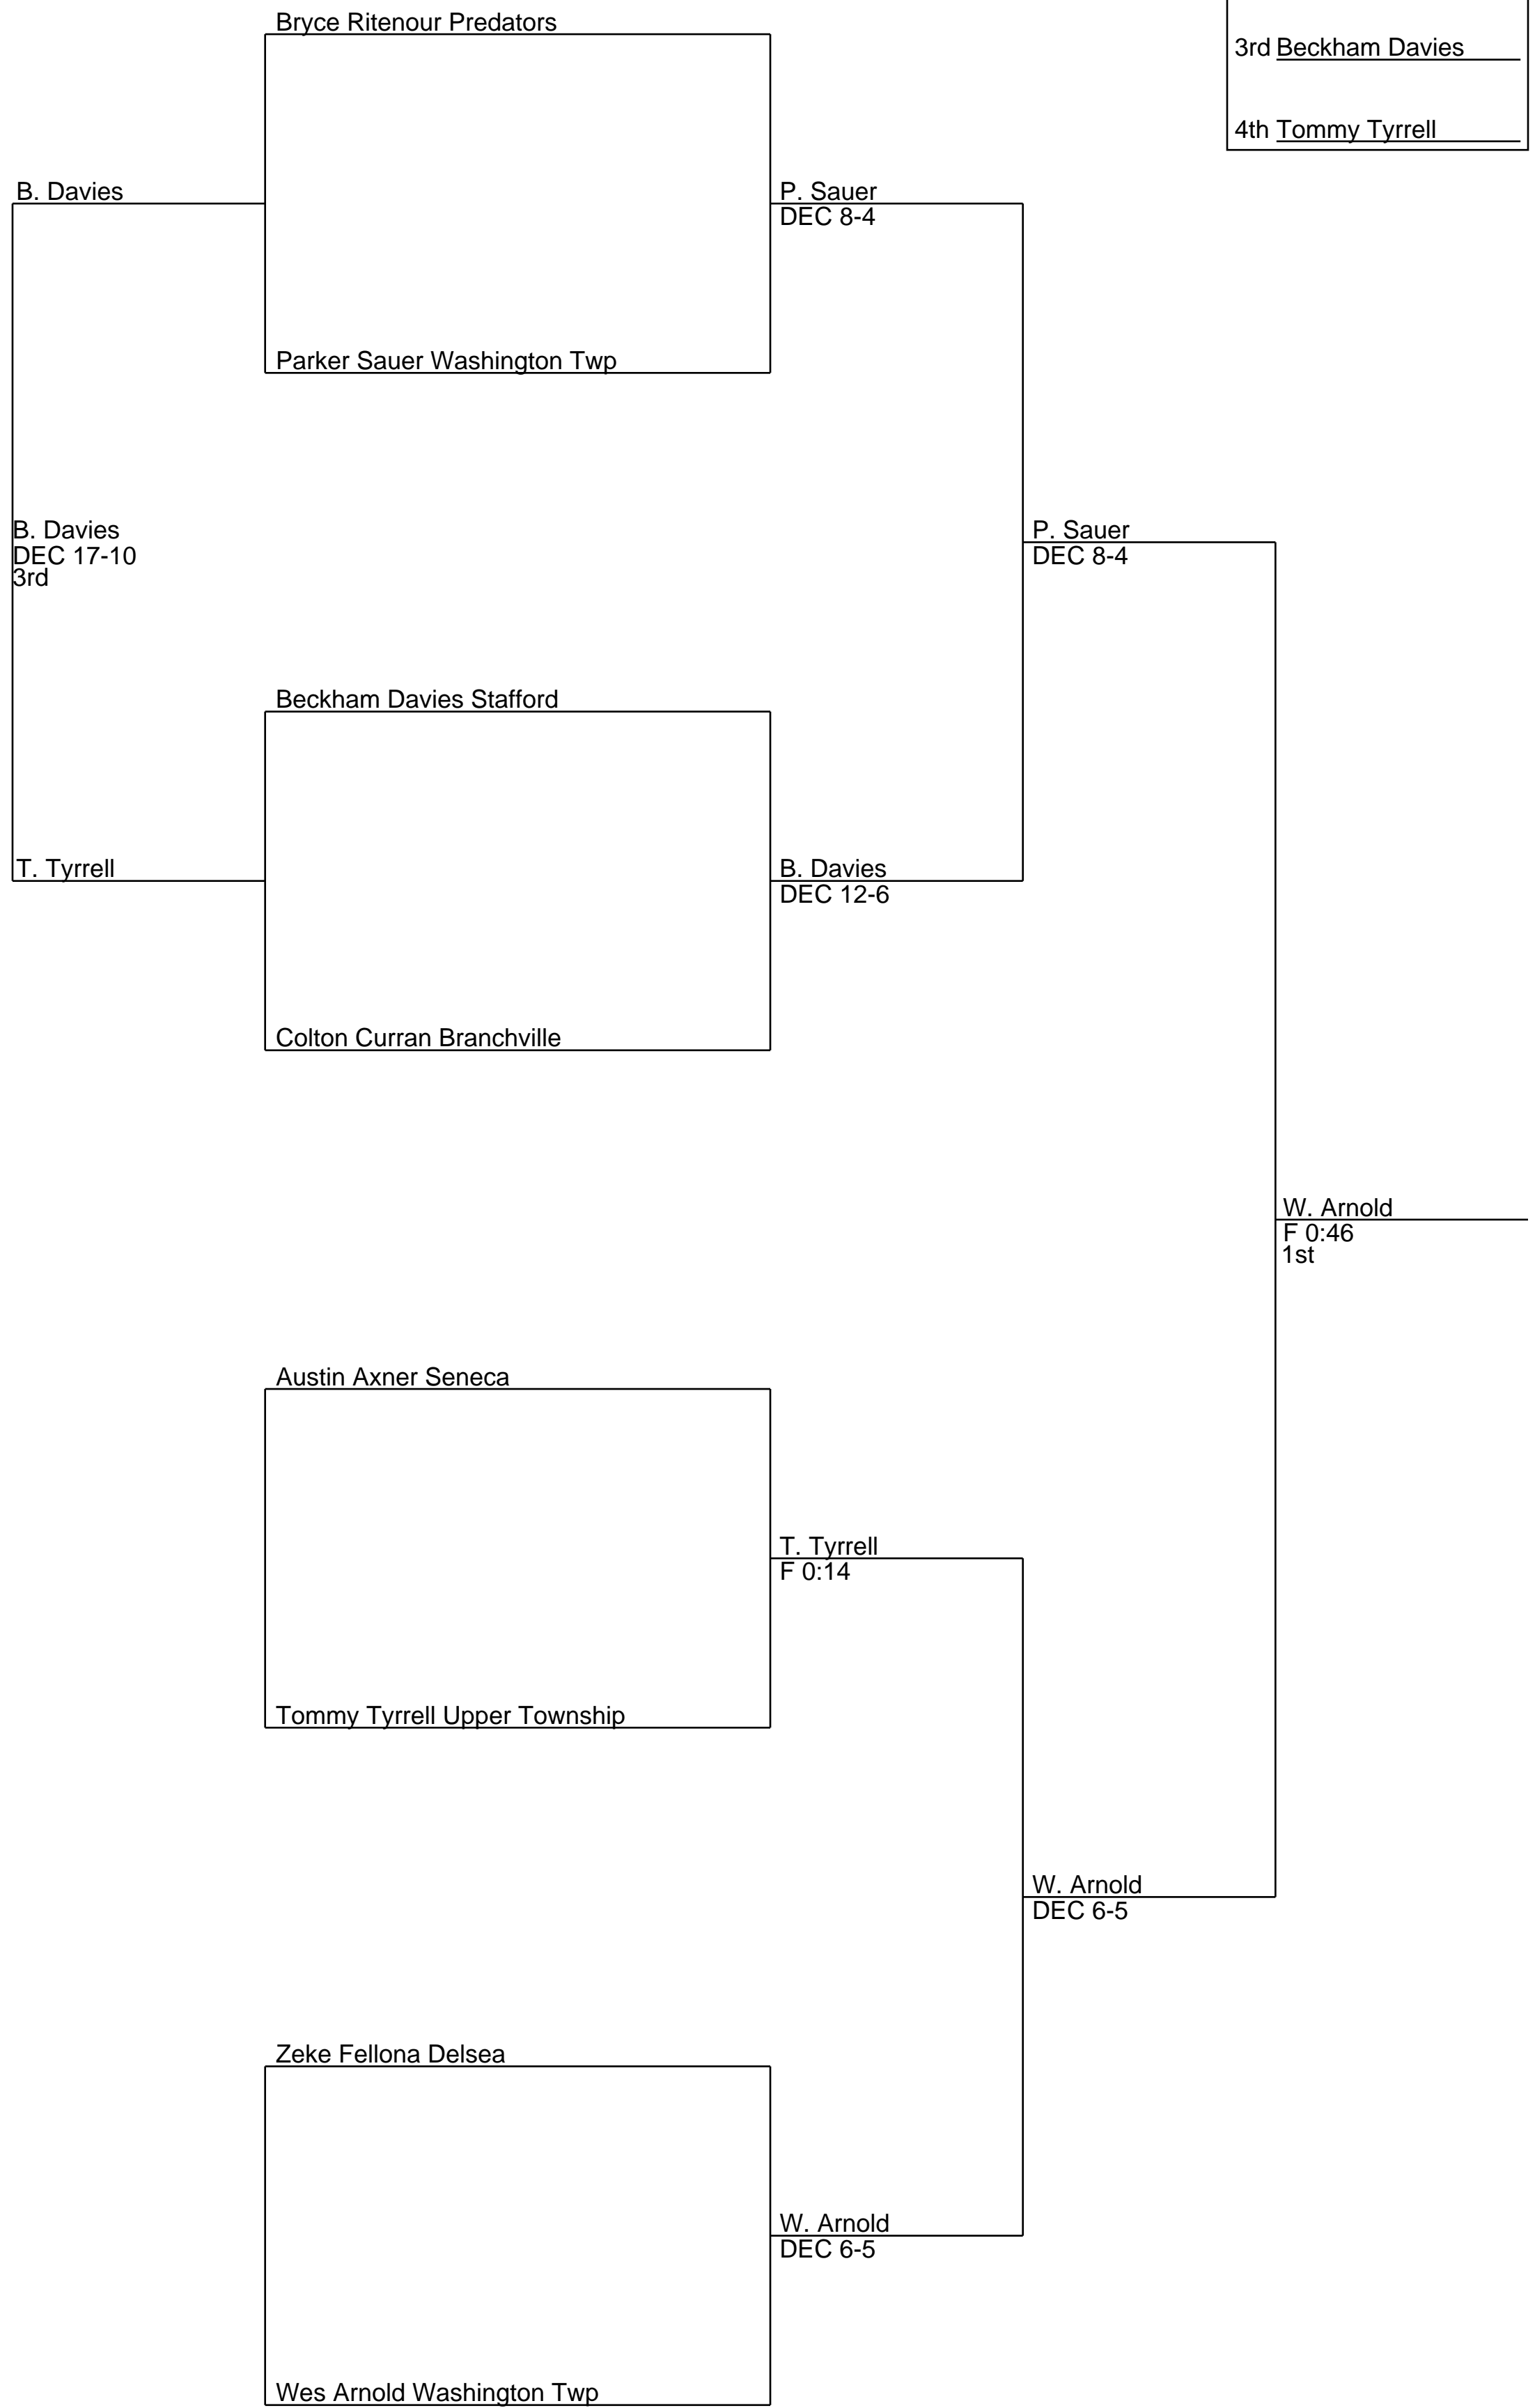 Bryce Ritenour Predators
3rd Beckham Davies
4th Tommy Tyrrell
B. Davies
P. Sauer
DEC 8-4
Parker Sauer Washington Twp
B. Davies
DEC 17-10
3rd
P. Sauer
DEC 8-4
Beckham Davies Stafford
T. Tyrrell
B. Davies
DEC 12-6
Colton Curran Branchville
W. Arnold
F 0:46
1st
Austin Axner Seneca
T. Tyrrell
F 0:14
Tommy Tyrrell Upper Township
W. Arnold
DEC 6-5
Zeke Fellona Delsea
W. Arnold
DEC 6-5
Wes Arnold Washington Twp